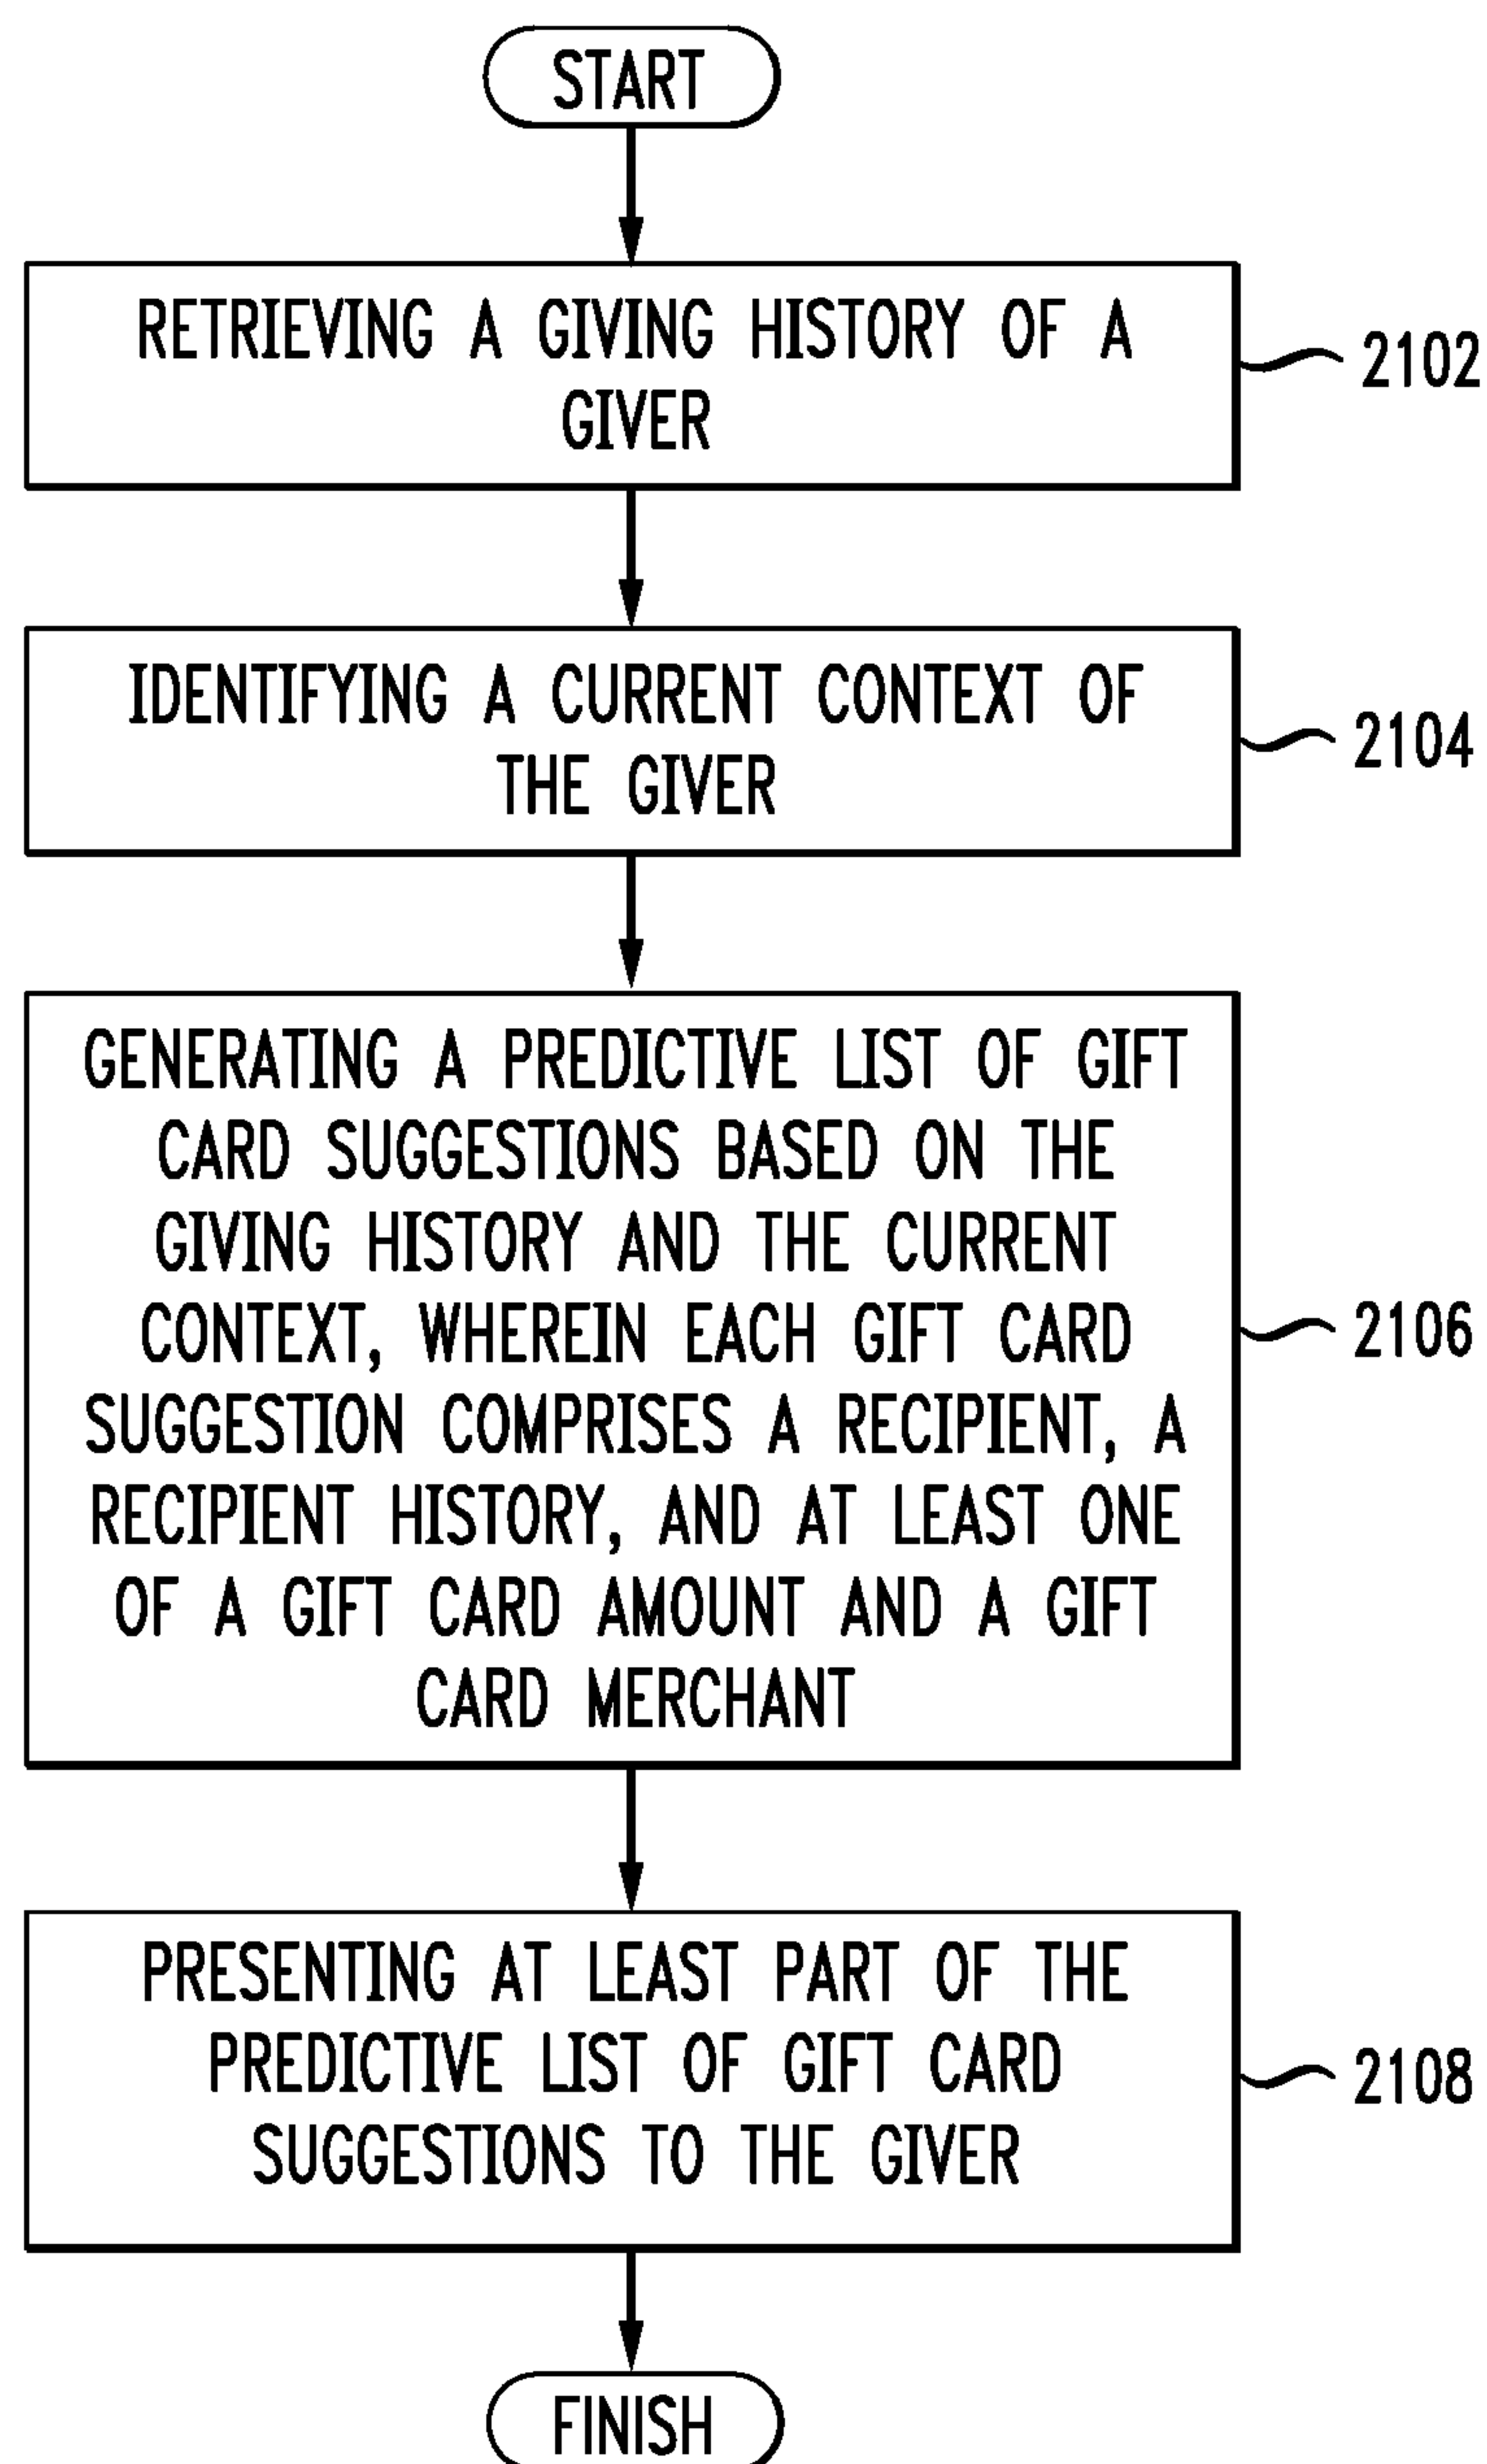 START
RETRIEVING A GIVING HISTORY OF A
GIVER
2102
IDENTIFYING A CURRENT CONTEXT OF
THE GIVER
2104
GENERATING A PREDICTIVE LIST OF GIFT
CARD SUGGESTIONS BASED ON THE
GIVING HISTORY AND THE CURRENT
CONTEXT, WHEREIN EACH GIFT CARD
SUGGESTION COMPRISES A RECIPIENT, A
RECIPIENT HISTORY, AND AT LEAST ONE
OF A GIFT CARD AMOUNT AND A GIFT
CARD MERCHANT
2106
PRESENTING AT LEAST PART OF THE
PREDICTIVE LIST OF GIFT CARD
SUGGESTIONS TO THE GIVER
2108
FINISH